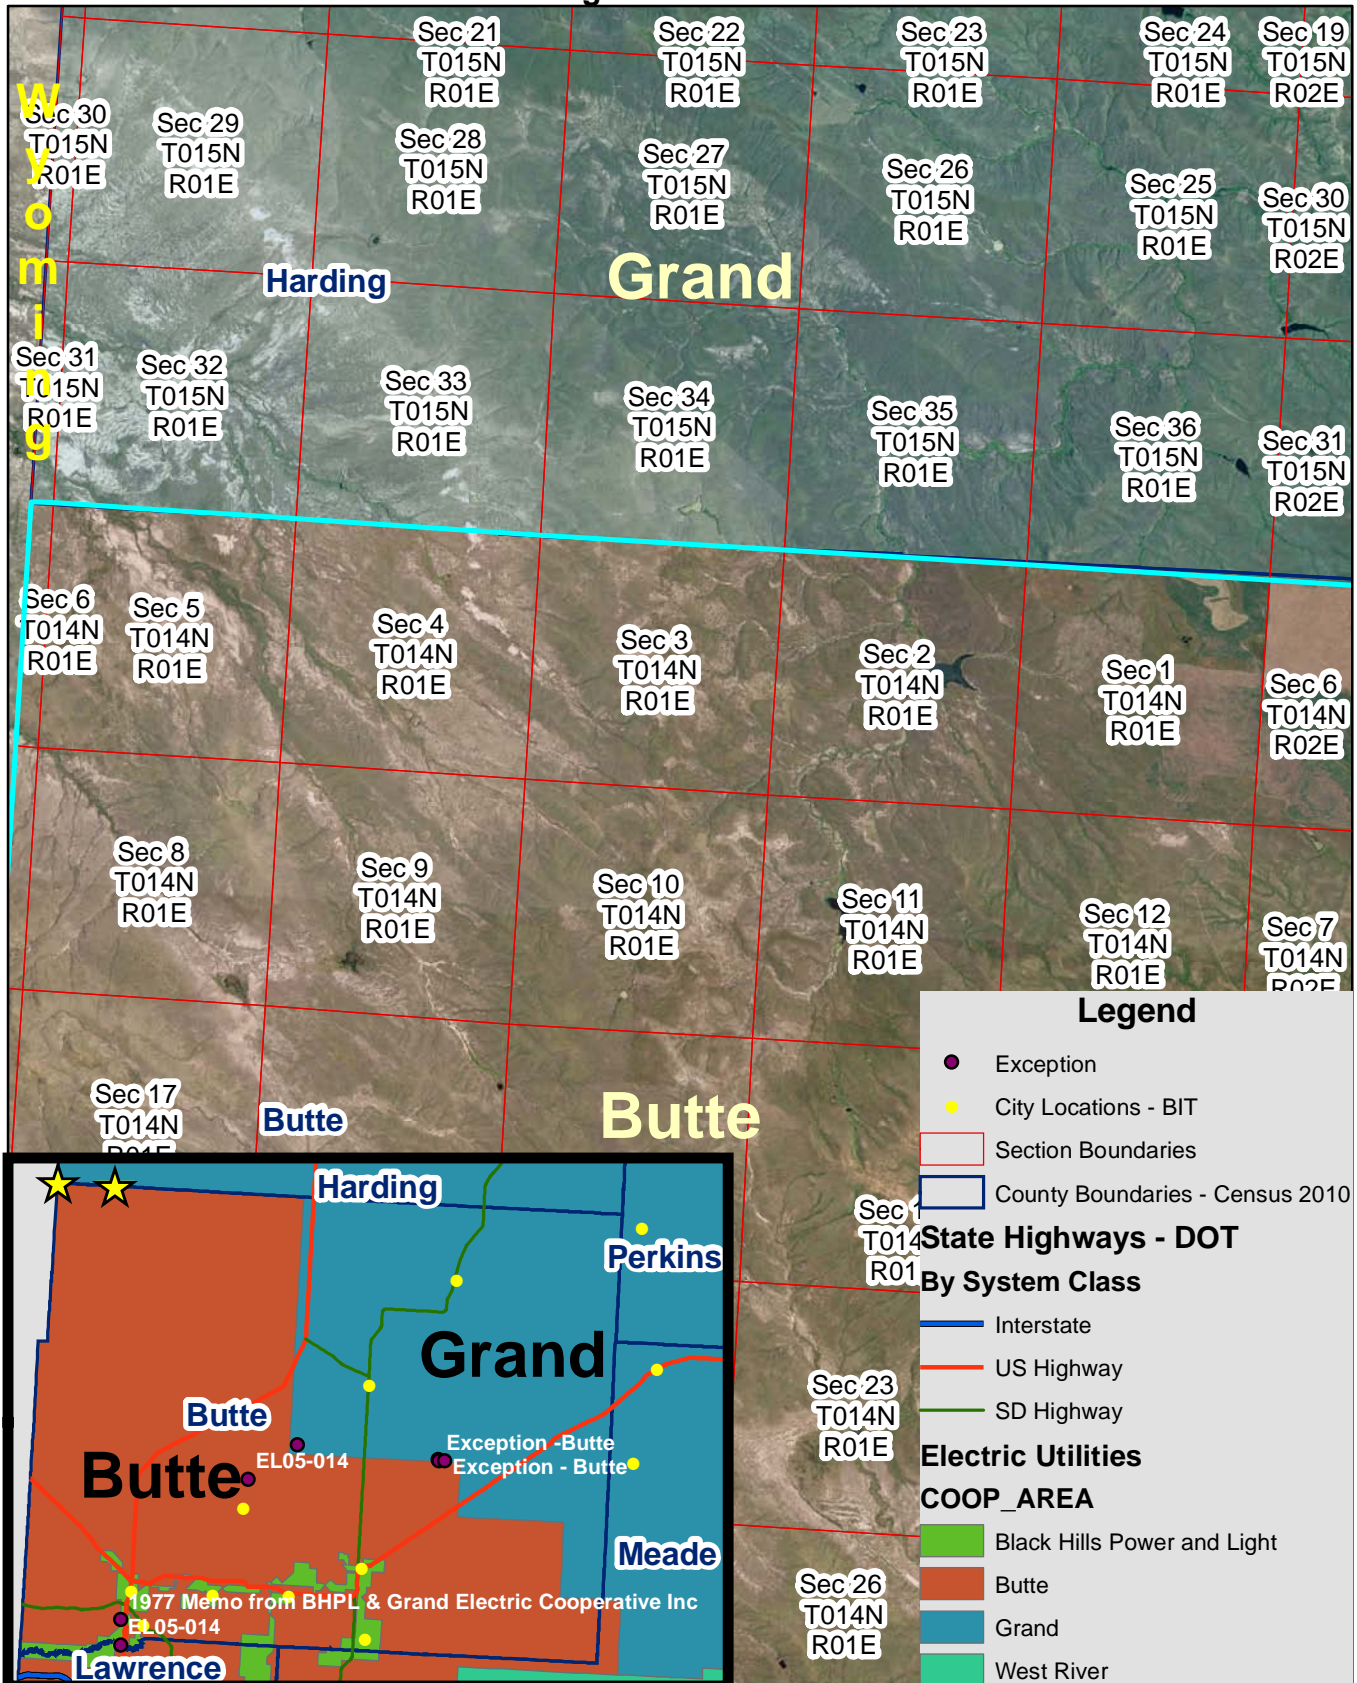 Sec 21
T015N
R01E
Sec 22
T015N
R01E
Sec 23
T015N
R01E
Sec 24
T015N
R01E
Sec 19
T015N
R02E
Wyoming
Sec 30
T015N
R01E
Sec 29
T015N
R01E
Sec 28
T015N
R01E
Sec 27
T015N
R01E
Sec 26
T015N
R01E
Sec 25
T015N
R01E
Sec 30
T015N
R02E
Harding
Grand
Sec 31
T015N
R01E
Sec 32
T015N
R01E
Sec 33
T015N
R01E
Sec 34
T015N
R01E
Sec 35
T015N
R01E
Sec 36
T015N
R01E
Sec 31
T015N
R02E
Sec 6
T014N
R01E
Sec 5
T014N
R01E
Sec 4
T014N
R01E
Sec 3
T014N
R01E
Sec 2
T014N
R01E
Sec 1
T014N
R01E
Sec 6
T014N
R02E
Sec 8
T014N
R01E
Sec 9
T014N
R01E
Sec 10
T014N
R01E
Sec 11
T014N
R01E
Sec 12
T014N
R01E
Sec 7
T014N
R02E
Sec 17
T014N
R01E
Butte
Butte
Sec 1
T014
R01
Sec 23
T014N
R01E
Sec 26
T014N
R01E
Harding
Perkins
Grand
Butte
Butte
EL05-014
Exception -Butte
Exception - Butte
Meade
1977 Memo from BHPL & Grand Electric Cooperative Inc
EL05-014
Lawrence
Legend
Exception
City Locations - BIT
Section Boundaries
County Boundaries - Census 2010
State Highways - DOT
By System Class
Interstate
US Highway
SD Highway
Electric Utilities
COOP_AREA
Black Hills Power and Light
Butte
Grand
West River